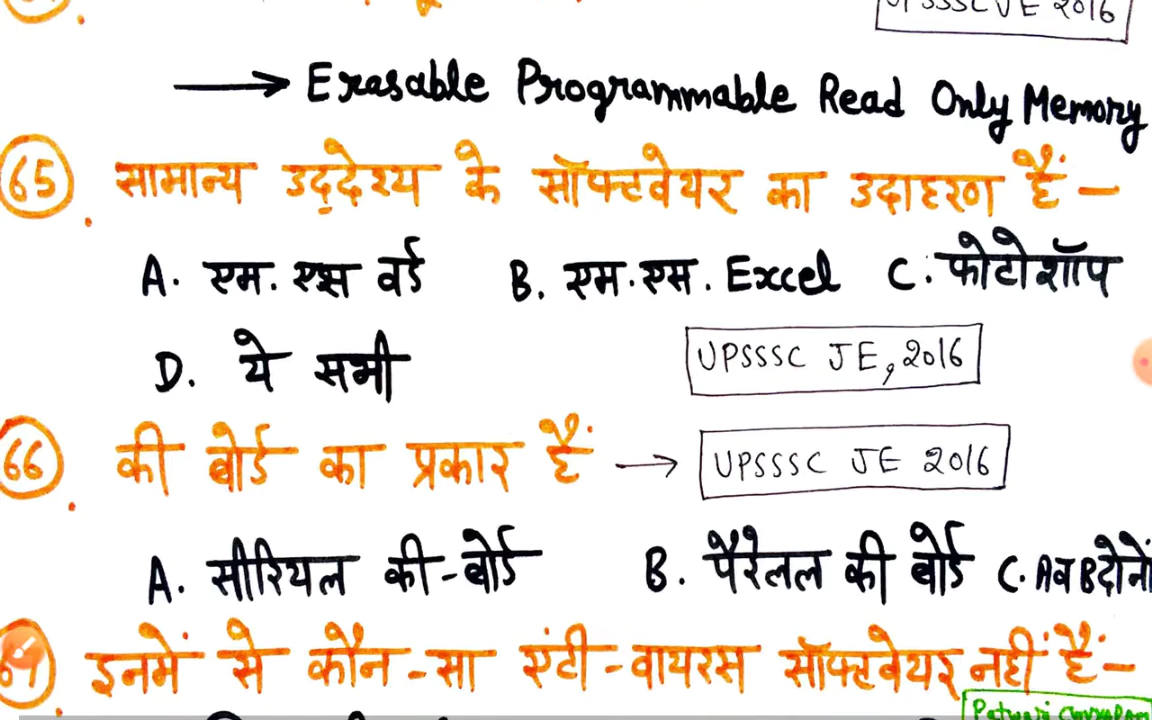 UPSSSC JE 2016
→ Erasable Programmable Read Only Memory
65. सामान्य उद्देश्य के सॉफ्टवेयर का उदाहरण हैं -
A. एम. एस वर्ड B. एम. एस. Excel C. फोटोशॉप
D. ये सभी UPSSSC JE, 2016
66. की बोर्ड का प्रकार हैं → UPSSSC JE 2016
A. सीरियल की-बोर्ड B. पैरेलल की बोर्ड C. A व B दोनों
इनमें से कौन-सा एंटी-वायरस सॉफ्टवेयर नहीं हैं-
Patwari